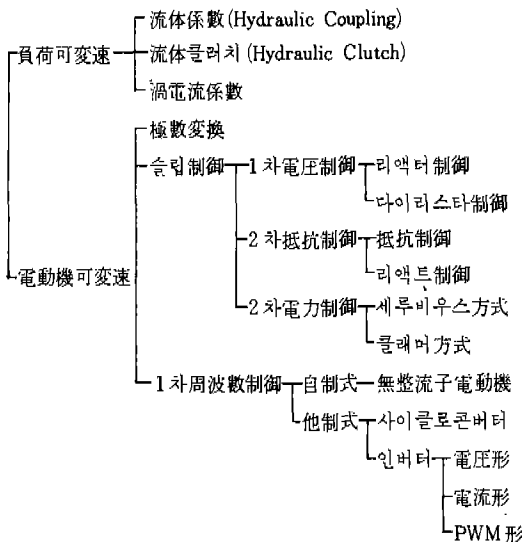 流体係數(Hydraulic Coupling)
負荷可変速 流体클러치(Hydraulic Clutch)
渦電流係數
極數変換
슬립制御 1차電圧制御 리액터制御
다이리스타制御
2차抵抗制御 抵抗制御
電動機可変速 리액트制御
2차電力制御 세루비우스方式
클래머方式
1차周波數制御 自制式 無整流子電動機
他制式 사이클로콘버터
인버터 電圧形
電流形
PWM形